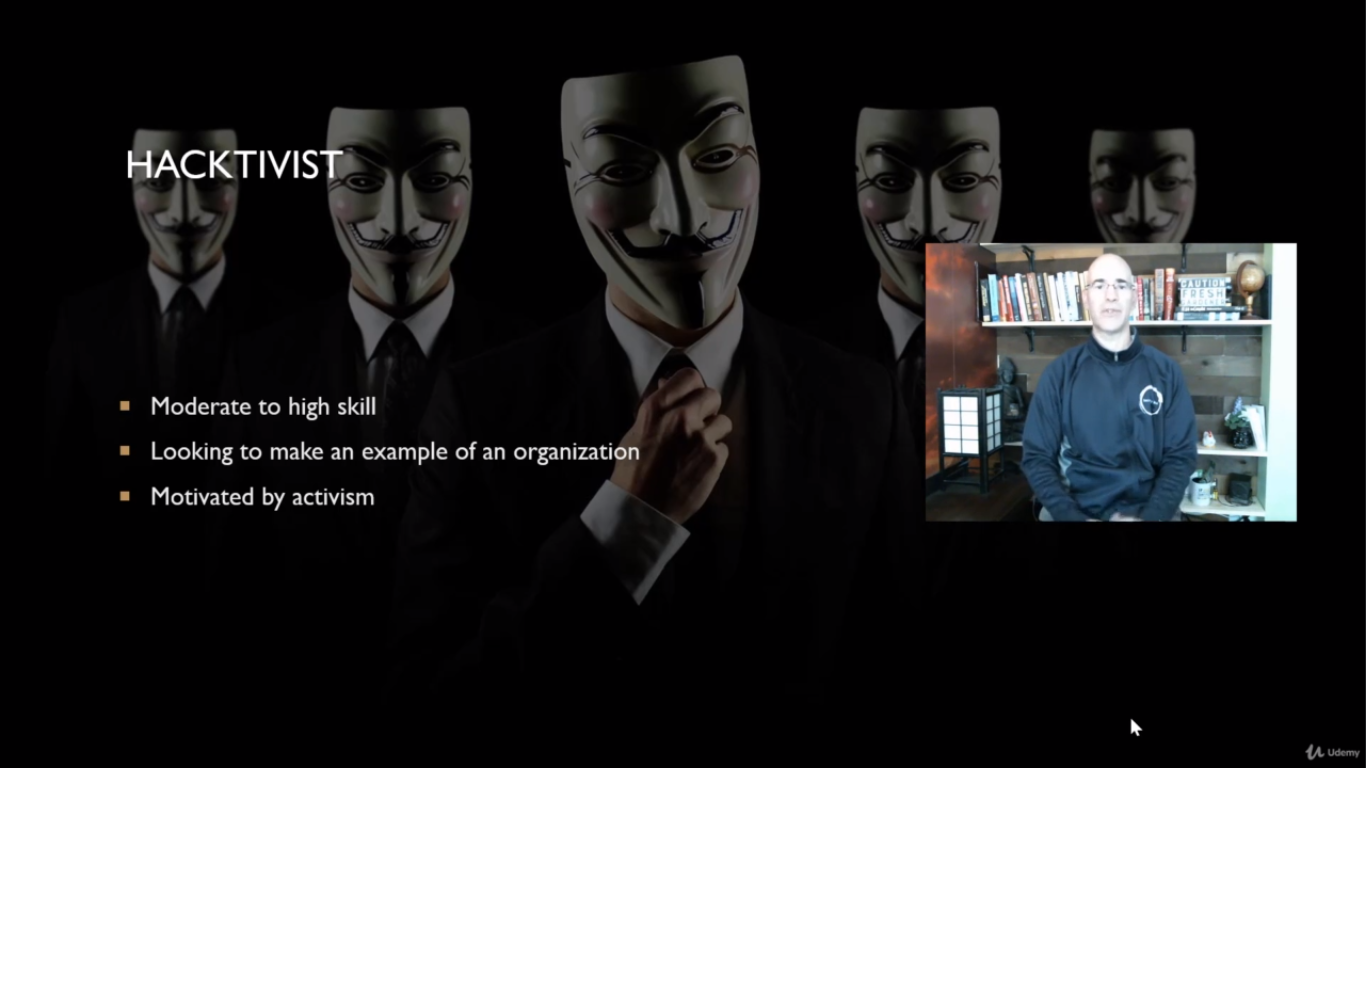 HACKTIVIST
CAUTION
FRESH
Moderate to high skill
Looking to make an example of an organization
Motivated by activism
Udemy